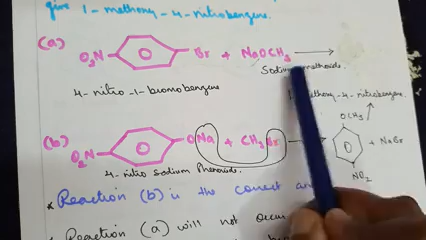 give 1-methoxy-4-nitrobenzene
(a) O₂N Br + NaOCH₃
Sodium
4-nitro-1-bromobenzene
methoxy-4-nitrobenzene
OCH₃
(b) O₂N ONa + CH₃Br + NaBr
4-nitro Sodium Phenoxide.
NO₂
* Reaction (b) is the correct
* Reaction (a) will not occur